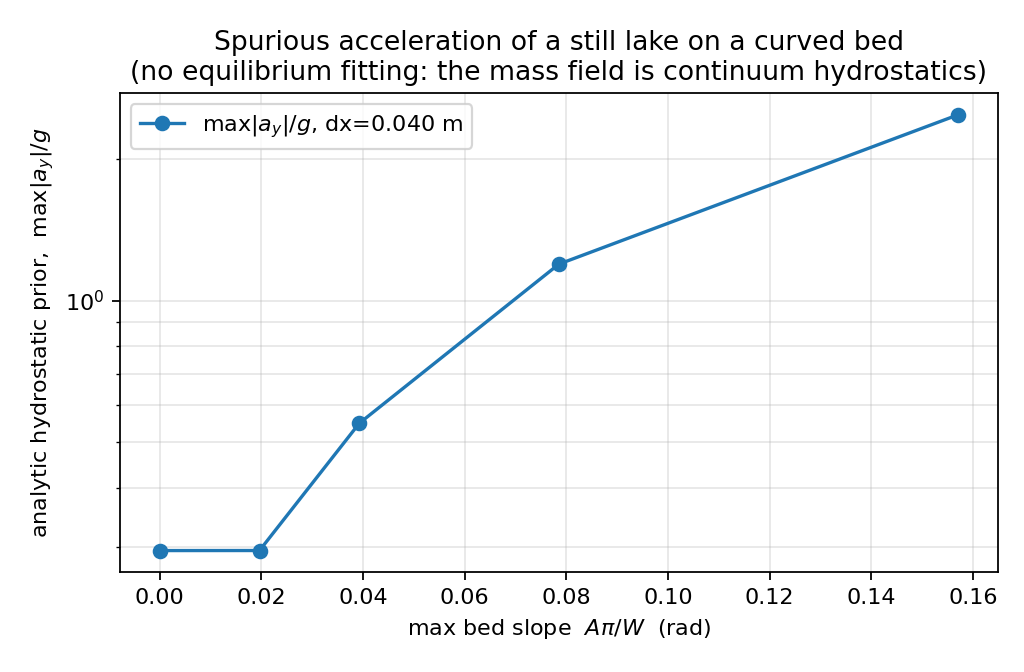 Spurious acceleration of a still lake on a curved bed
(no equilibrium fitting: the mass field is continuum hydrostatics)
max|a_y|/g, dx=0.040 m
analytic hydrostatic prior, max|a_y|/g
10⁰
0.00 0.02 0.04 0.06 0.08 0.10 0.12 0.14 0.16
max bed slope Aπ/W (rad)